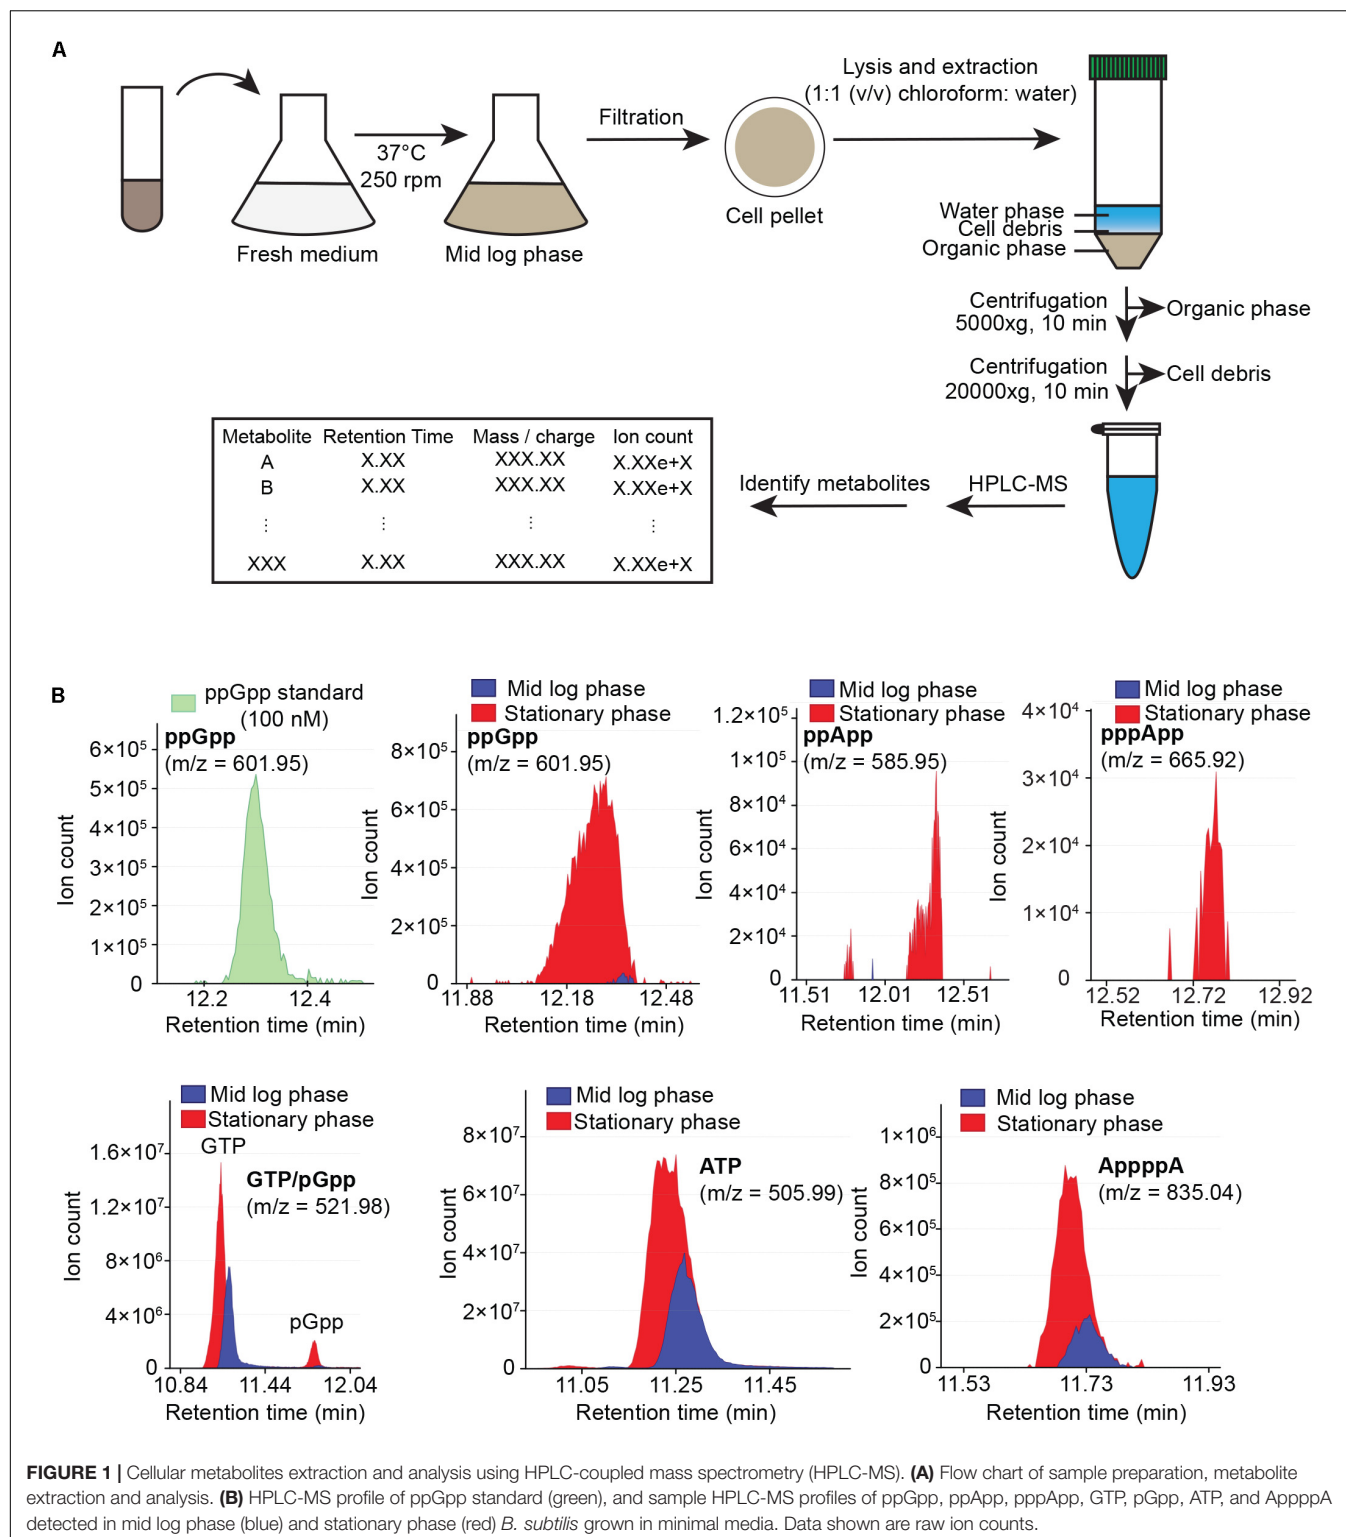 A
Lysis and extraction
(1:1 (v/v) chloroform: water)
Filtration
37°C
250 rpm
Fresh medium
Mid log phase
Cell pellet
Water phase
Cell debris
Organic phase
Centrifugation
5000xg, 10 min
Organic phase
Centrifugation
20000xg, 10 min
Cell debris
HPLC-MS
Identify metabolites
Metabolite Retention Time Mass / charge Ion count
A X.XX XXX.XX X.XXe+X
B X.XX XXX.XX X.XXe+X
⋮ ⋮ ⋮ ⋮
XXX X.XX XXX.XX X.XXe+X
B
ppGpp standard
(100 nM)
ppGpp
(m/z = 601.95)
6×10⁵
5×10⁵
4×10⁵
3×10⁵
2×10⁵
1×10⁵
0
Ion count
12.2 12.4
Retention time (min)
Mid log phase
Stationary phase
ppGpp
(m/z = 601.95)
8×10⁵
6×10⁵
4×10⁵
2×10⁵
0
Ion count
11.88 12.18 12.48
Retention time (min)
Mid log phase
Stationary phase
ppApp
(m/z = 585.95)
1.2×10⁵
1×10⁵
8×10⁴
6×10⁴
4×10⁴
2×10⁴
0
Ion count
11.51 12.01 12.51
Retention time (min)
Mid log phase
Stationary phase
pppApp
(m/z = 665.92)
4×10⁴
3×10⁴
2×10⁴
1×10⁴
0
Ion count
12.52 12.72 12.92
Retention time (min)
Mid log phase
Stationary phase
GTP
GTP/pGpp
(m/z = 521.98)
pGpp
1.6×10⁷
1.2×10⁷
8×10⁶
4×10⁶
0
Ion count
10.84 11.44 12.04
Retention time (min)
Mid log phase
Stationary phase
ATP
(m/z = 505.99)
8×10⁷
6×10⁷
4×10⁷
2×10⁷
0
Ion count
11.05 11.25 11.45
Retention time (min)
Mid log phase
Stationary phase
AppppA
(m/z = 835.04)
1×10⁶
8×10⁵
6×10⁵
4×10⁵
2×10⁵
0
Ion count
11.53 11.73 11.93
Retention time (min)
FIGURE 1 | Cellular metabolites extraction and analysis using HPLC-coupled mass spectrometry (HPLC-MS). (A) Flow chart of sample preparation, metabolite
extraction and analysis. (B) HPLC-MS profile of ppGpp standard (green), and sample HPLC-MS profiles of ppGpp, ppApp, pppApp, GTP, pGpp, ATP, and AppppA
detected in mid log phase (blue) and stationary phase (red) B. subtilis grown in minimal media. Data shown are raw ion counts.